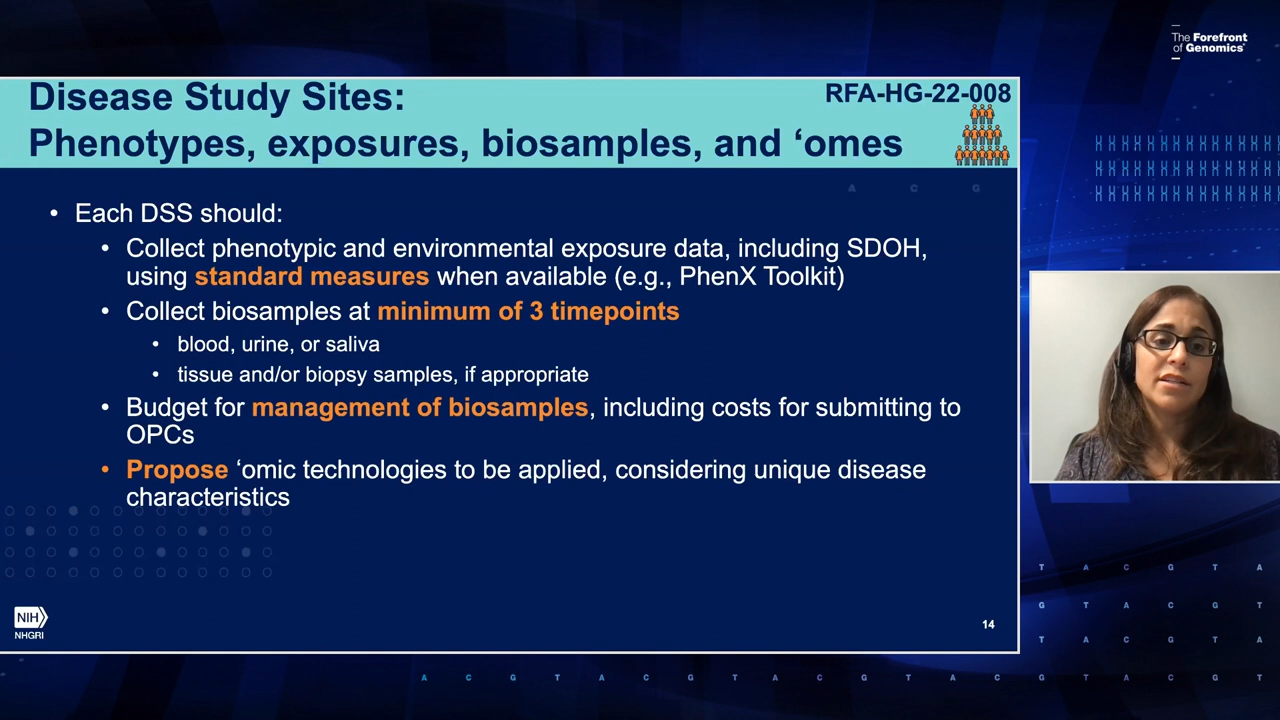 The Forefront
of Genomics®
Disease Study Sites:
RFA-HG-22-008
Phenotypes, exposures, biosamples, and ‘omes
A C G
• Each DSS should:
• Collect phenotypic and environmental exposure data, including SDOH,
using standard measures when available (e.g., PhenX Toolkit)
• Collect biosamples at minimum of 3 timepoints
• blood, urine, or saliva
• tissue and/or biopsy samples, if appropriate
• Budget for management of biosamples, including costs for submitting to
OPCs
• Propose ‘omic technologies to be applied, considering unique disease
characteristics
NIH
NHGRI
14
T A C G T A
G T A C G T
T A C G T A
A C G T A C G T A C G T A C G T A C G T